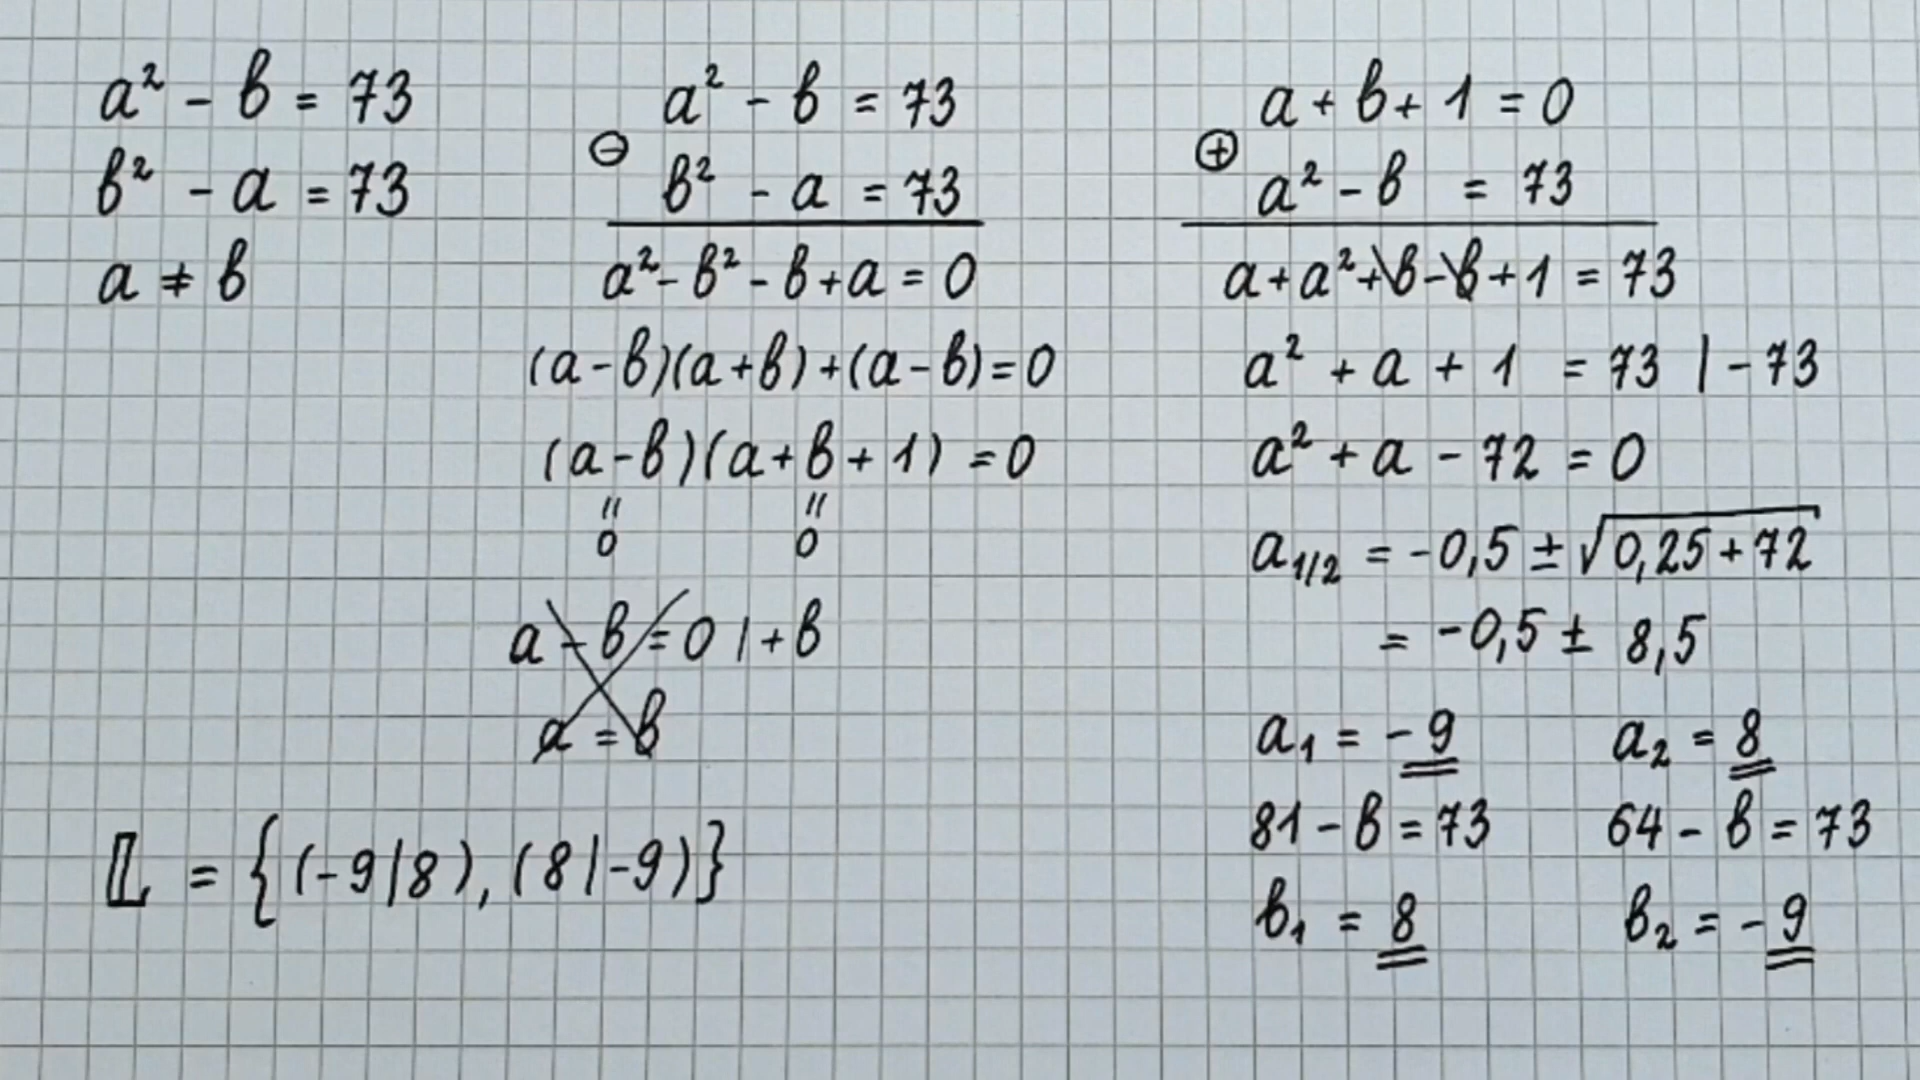 a² - b = 73
b² - a = 73
a ≠ b
a² - b = 73
⊖ b² - a = 73
a² - b² - b + a = 0
(a - b)(a + b) + (a - b) = 0
(a - b)(a + b + 1) = 0
" "
0 0
a - b = 0 | + b
a = b
𝕃 = {(-9|8), (8|-9)}
a + b + 1 = 0
⊕ a² - b = 73
a + a² + b - b + 1 = 73
a² + a + 1 = 73 | - 73
a² + a - 72 = 0
a₁/₂ = -0,5 ± √0,25 + 72
= -0,5 ± 8,5
a₁ = -9 a₂ = 8
81 - b = 73 64 - b = 73
b₁ = 8 b₂ = -9